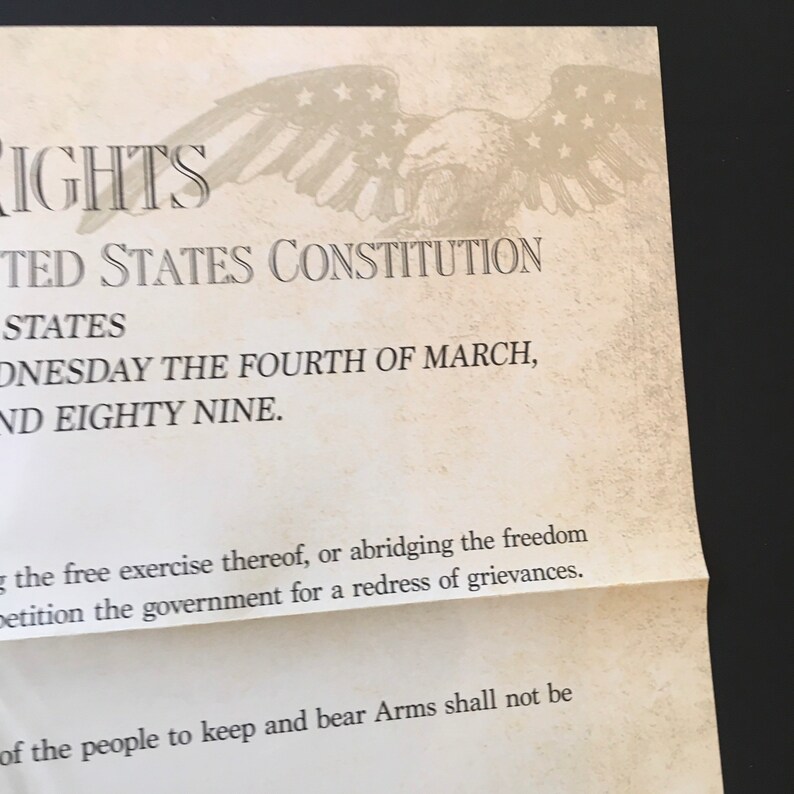 RIGHTS
TED STATES CONSTITUTION
STATES
DNESDAY THE FOURTH OF MARCH,
ND EIGHTY NINE.
g the free exercise thereof, or abridging the freedom
petition the government for a redress of grievances.
of the people to keep and bear Arms shall not be